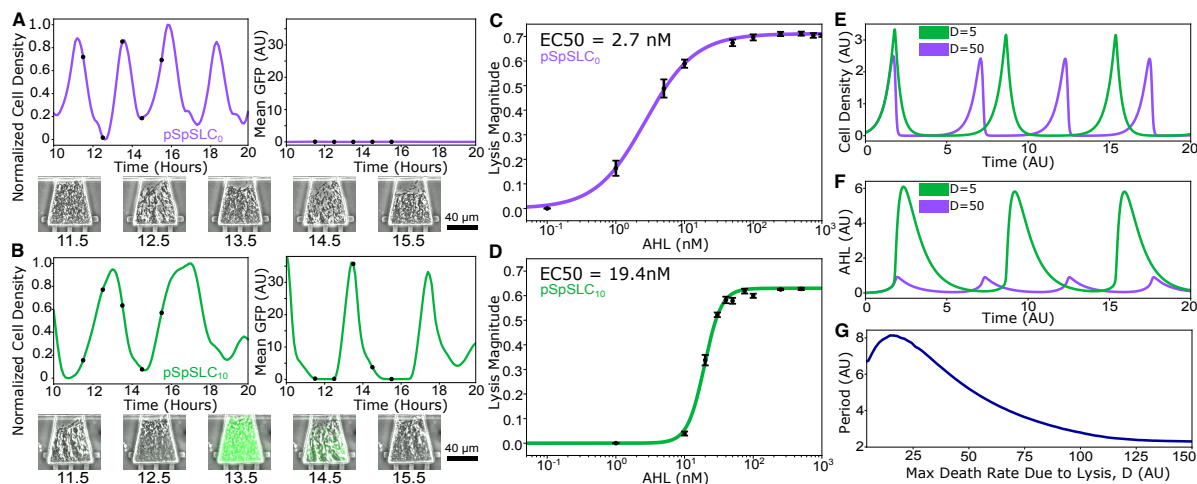 A
Normalized Cell Density
1.0
0.8
0.6
0.4
0.2
0
pSpSLC₀
10 12 14 16 18 20
Time (Hours)
Mean GFP (AU)
35
30
25
20
15
10
5
0
10 12 14 16 18 20
Time (Hours)
11.5 12.5 13.5 14.5 15.5
40 µm
B
Normalized Cell Density
1.0
0.8
0.6
0.4
0.2
0
pSpSLC₁₀
10 12 14 16 18 20
Time (Hours)
Mean GFP (AU)
35
30
25
20
15
10
5
0
10 12 14 16 18 20
Time (Hours)
11.5 12.5 13.5 14.5 15.5
40 µm
C
EC50 = 2.7 nM
pSpSLC₀
Lysis Magnitude
0.7
0.6
0.5
0.4
0.3
0.2
0.1
0.0
10⁻¹ 10⁰ 10¹ 10² 10³
AHL (nM)
D
EC50 = 19.4nM
pSpSLC₁₀
Lysis Magnitude
0.7
0.6
0.5
0.4
0.3
0.2
0.1
0.0
10⁻¹ 10⁰ 10¹ 10² 10³
AHL (nM)
E
D=5
D=50
Cell Density (AU)
3
2
1
0
0 5 10 15 20
Time (AU)
F
D=5
D=50
AHL (AU)
6
4
2
0
0 5 10 15 20
Time (AU)
G
Period (AU)
8
6
4
2
25 50 75 100 125 150
Max Death Rate Due to Lysis, D (AU)